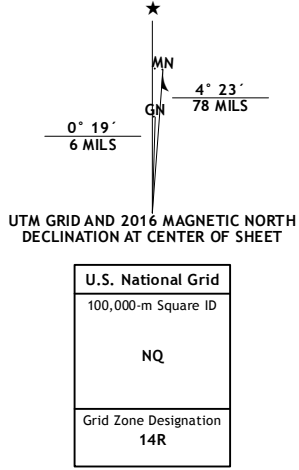 ★
MN
4° 23´
78 MILS
GN
0° 19´
6 MILS
UTM GRID AND 2016 MAGNETIC NORTH
DECLINATION AT CENTER OF SHEET
U.S. National Grid
100,000-m Square ID
NQ
Grid Zone Designation
14R